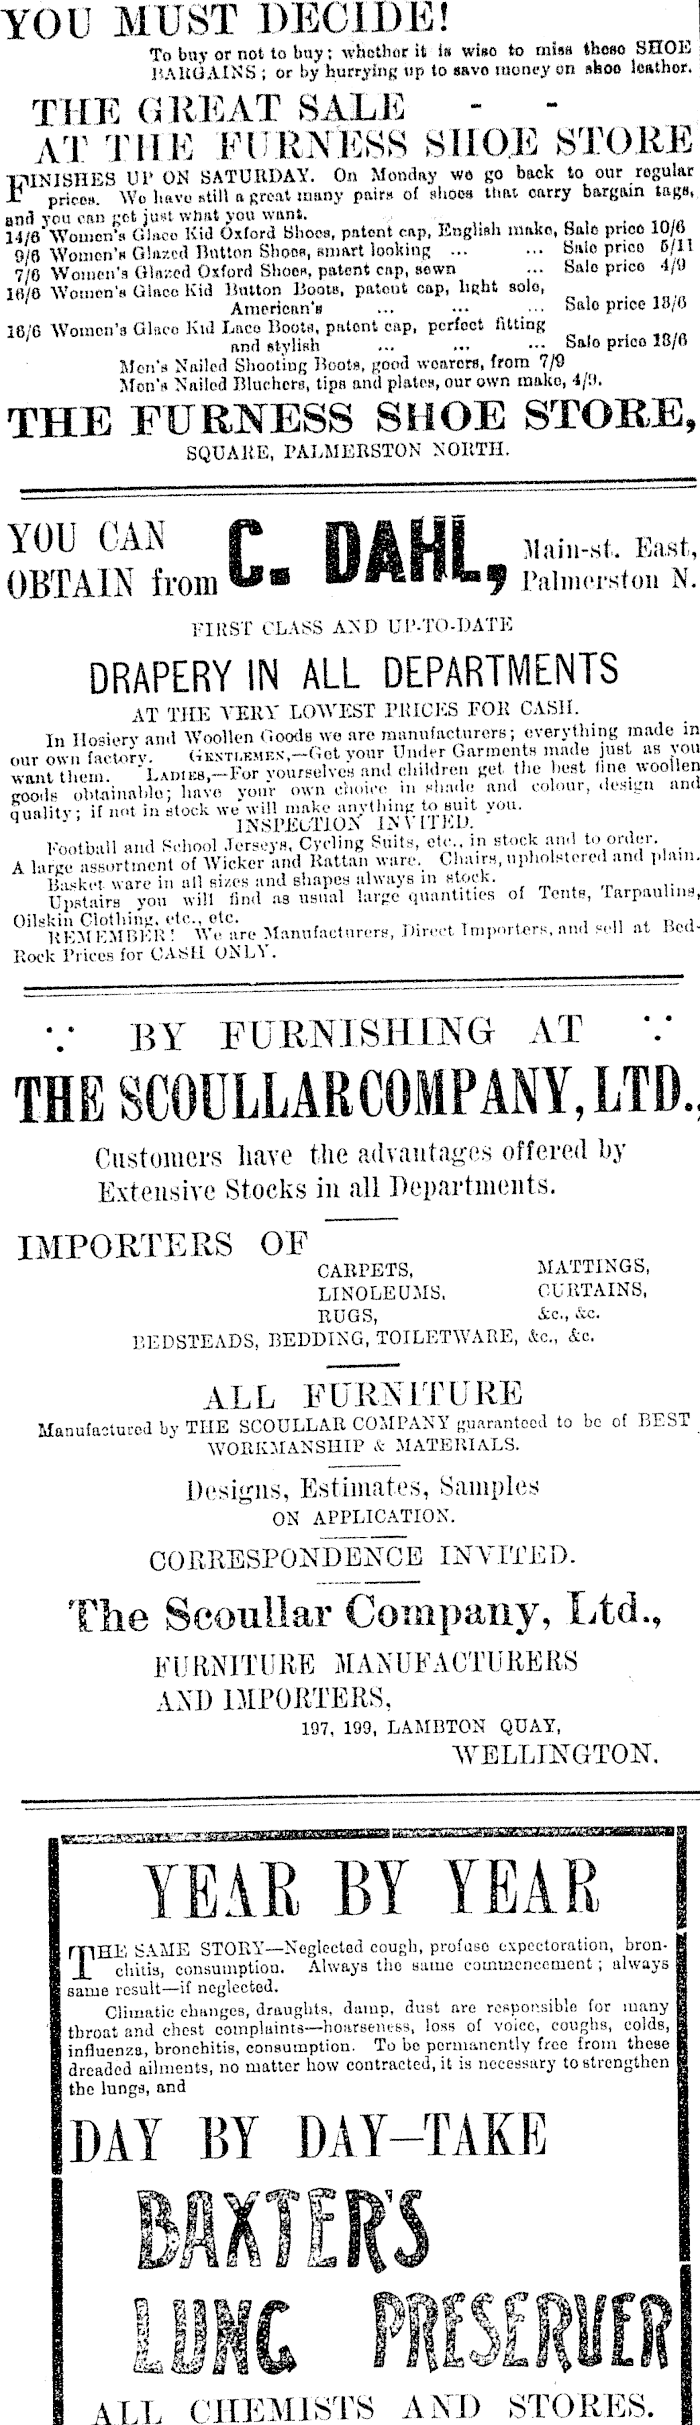 YOU MUST DECIDE!
To buy or not to buy; whether it is wise to miss these SHOE
BARGAINS; or by hurrying up to save money on shoe leather.
THE GREAT SALE - -
AT THE FURNESS SHOE STORE
FINISHES UP ON SATURDAY. On Monday we go back to our regular
prices. We have still a great many pairs of shoes that carry bargain tags,
and you can get just what you want.
14/6 Women's Glace Kid Oxford Shoes, patent cap, English make, Sale price 10/6
9/6 Women's Glazed Button Shoes, smart looking ... ... Sale price 5/11
7/6 Women's Glazed Oxford Shoes, patent cap, sewn ... Sale price 4/9
16/6 Women's Glace Kid Button Boots, patent cap, light sole,
American's ... ... ... Sale price 13/6
16/6 Women's Glace Kid Lace Boots, patent cap, perfect fitting
and stylish ... ... ... Sale price 13/6
Men's Nailed Shooting Boots, good wearers, from 7/9
Men's Nailed Bluchers, tips and plates, our own make, 4/9.
THE FURNESS SHOE STORE,
SQUARE, PALMERSTON NORTH.
YOU CAN
OBTAIN from
C. DAHL,
Main-st. East,
Palmerston N.
FIRST CLASS AND UP-TO-DATE
DRAPERY IN ALL DEPARTMENTS
AT THE VERY LOWEST PRICES FOR CASH.
In Hosiery and Woollen Goods we are manufacturers; everything made in
our own factory. GENTLEMEN,—Get your Under Garments made just as you
want them. LADIES,—For yourselves and children get the best fine woollen
goods obtainable; have your own choice in shade and colour, design and
quality; if not in stock we will make anything to suit you.
INSPECTION INVITED.
Football and School Jerseys, Cycling Suits, etc., in stock and to order.
A large assortment of Wicker and Rattan ware. Chairs, upholstered and plain.
Basket ware in all sizes and shapes always in stock.
Upstairs you will find as usual large quantities of Tents, Tarpaulins,
Oilskin Clothing, etc., etc.
REMEMBER! We are Manufacturers, Direct Importers, and sell at Bed-
Rock Prices for CASH ONLY.
BY FURNISHING AT
THE SCOULLAR COMPANY, LTD.,
Customers have the advantages offered by
Extensive Stocks in all Departments.
IMPORTERS OF
CARPETS, MATTINGS,
LINOLEUMS, CURTAINS,
RUGS, &c., &c.
BEDSTEADS, BEDDING, TOILETWARE, &c., &c.
ALL FURNITURE
Manufactured by THE SCOULLAR COMPANY guaranteed to be of BEST
WORKMANSHIP & MATERIALS.
Designs, Estimates, Samples
ON APPLICATION.
CORRESPONDENCE INVITED.
The Scoullar Company, Ltd.,
FURNITURE MANUFACTURERS
AND IMPORTERS,
197, 199, LAMBTON QUAY,
WELLINGTON.
YEAR BY YEAR
THE SAME STORY—Neglected cough, profuse expectoration, bron-
chitis, consumption. Always the same commencement; always
same result—if neglected.
Climatic changes, draughts, damp, dust are responsible for many
throat and chest complaints—hoarseness, loss of voice, coughs, colds,
influenza, bronchitis, consumption. To be permanently free from these
dreaded ailments, no matter how contracted, it is necessary to strengthen
the lungs, and
DAY BY DAY—TAKE
BAXTER'S
LUNG PRESERVER
ALL CHEMISTS AND STORES.